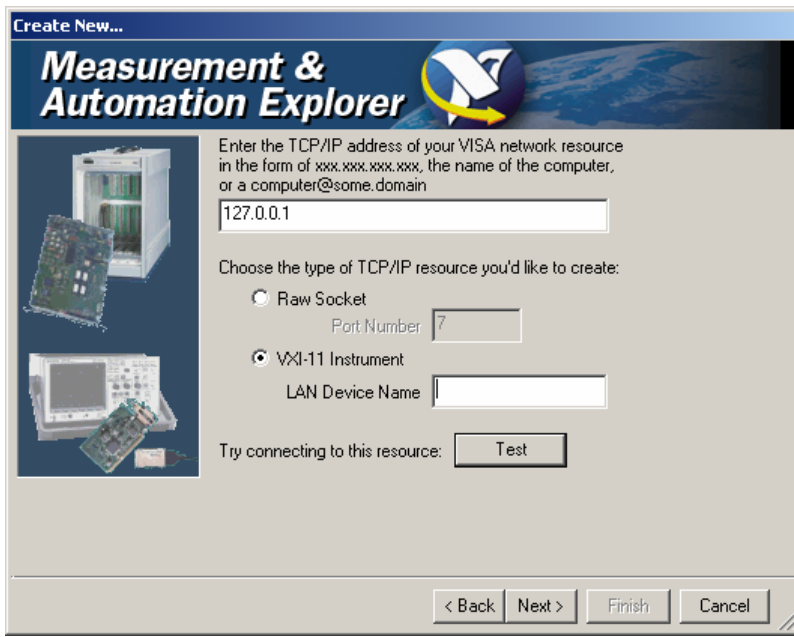 Create New...
Measurement &
Automation Explorer
Enter the TCP/IP address of your VISA network resource
in the form of xxx.xxx.xxx.xxx, the name of the computer,
or a computer@some.domain
127.0.0.1
Choose the type of TCP/IP resource you'd like to create:
Raw Socket
Port Number 7
VXI-11 Instrument
LAN Device Name
Try connecting to this resource: Test
< Back Next > Finish Cancel